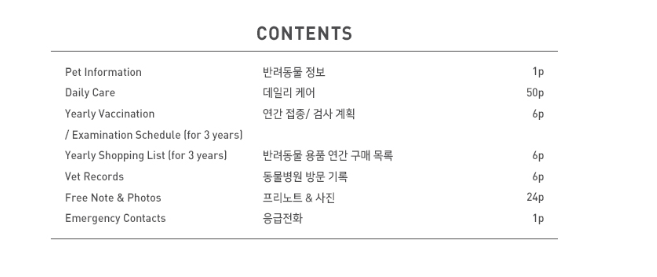 CONTENTS
Pet Information 반려동물 정보 1p
Daily Care 데일리 케어 50p
Yearly Vaccination 연간 접종/ 검사 계획 6p
/ Examination Schedule (for 3 years)
Yearly Shopping List (for 3 years) 반려동물 용품 연간 구매 목록 6p
Vet Records 동물병원 방문 기록 6p
Free Note & Photos 프리노트 & 사진 24p
Emergency Contacts 응급전화 1p